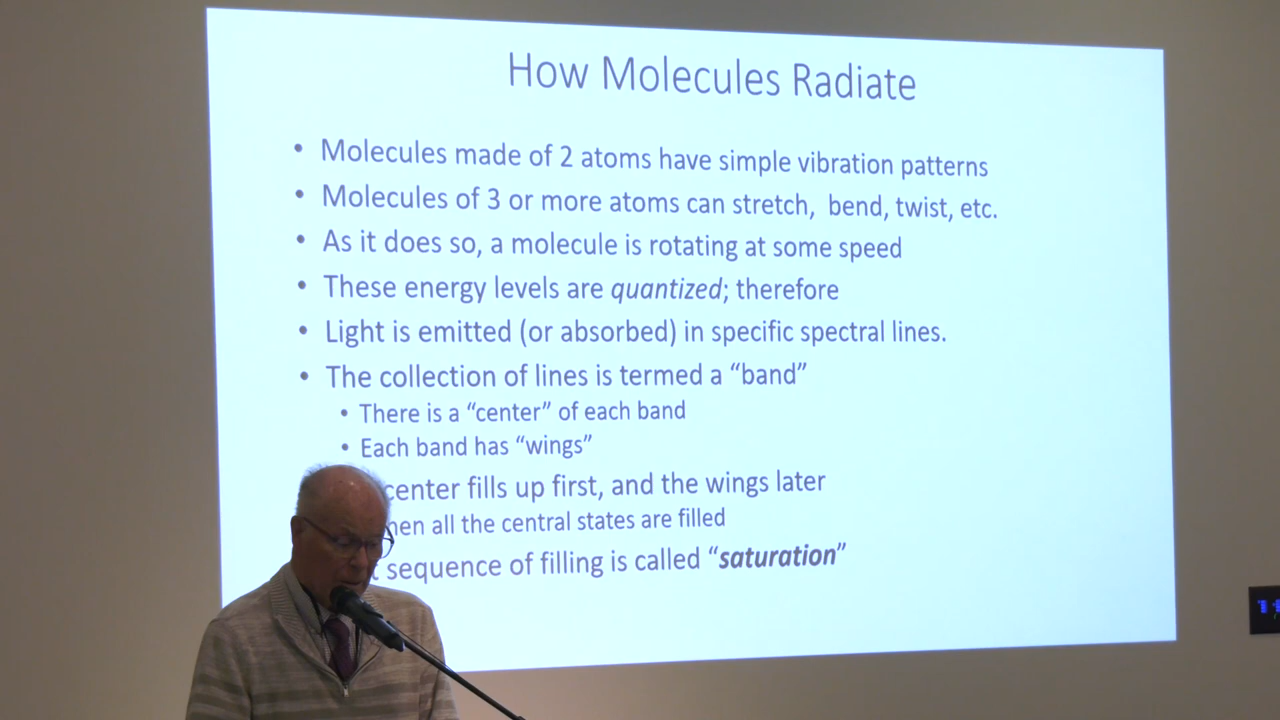 How Molecules Radiate
• Molecules made of 2 atoms have simple vibration patterns
• Molecules of 3 or more atoms can stretch, bend, twist, etc.
• As it does so, a molecule is rotating at some speed
• These energy levels are quantized; therefore
• Light is emitted (or absorbed) in specific spectral lines.
• The collection of lines is termed a “band”
• There is a “center” of each band
• Each band has “wings”
center fills up first, and the wings later
all the central states are filled
sequence of filling is called “saturation”